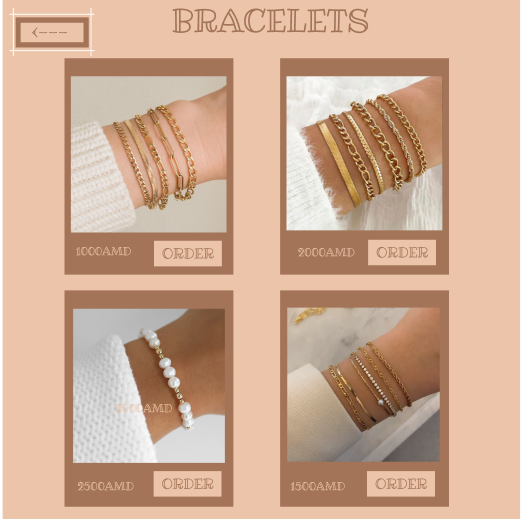 BRACELETS
<---
1000AMD
ORDER
2000AMD
ORDER
2500AMD
ORDER
1500AMD
ORDER